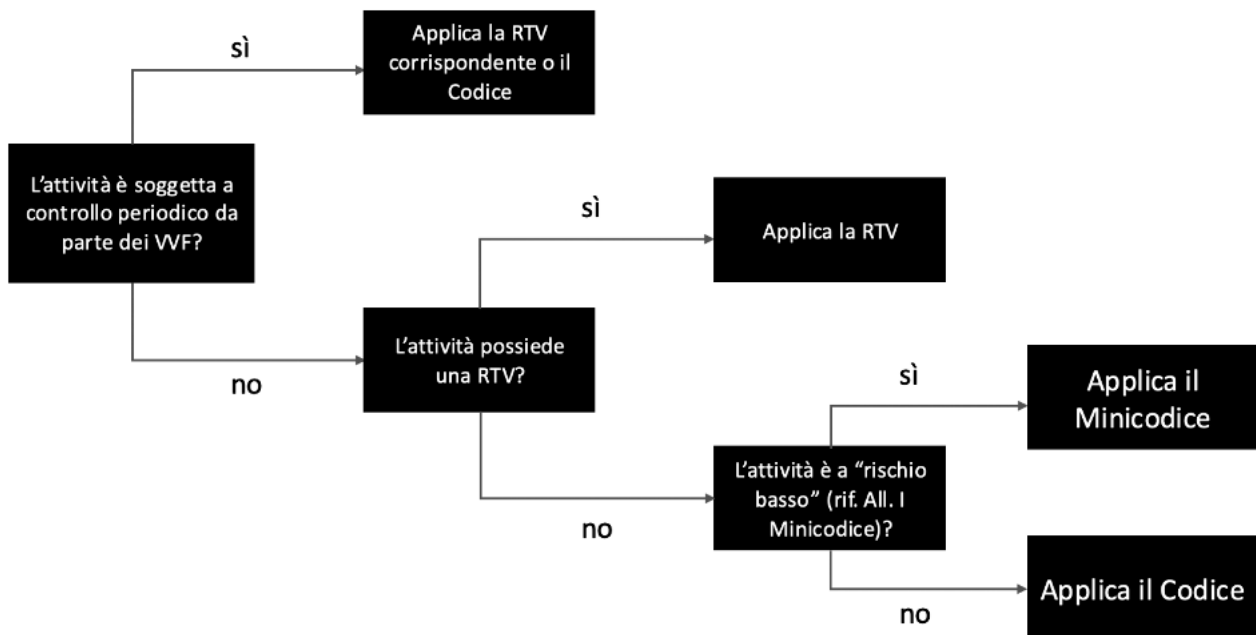 sì
Applica la RTV
corrispondente o il
Codice
L'attività è soggetta a
controllo periodico da
parte dei VVF?
no
sì
Applica la RTV
L'attività possiede
una RTV?
no
sì
Applica il
Minicodice
L'attività è a “rischio
basso” (rif. All. I
Minicodice)?
no
Applica il Codice